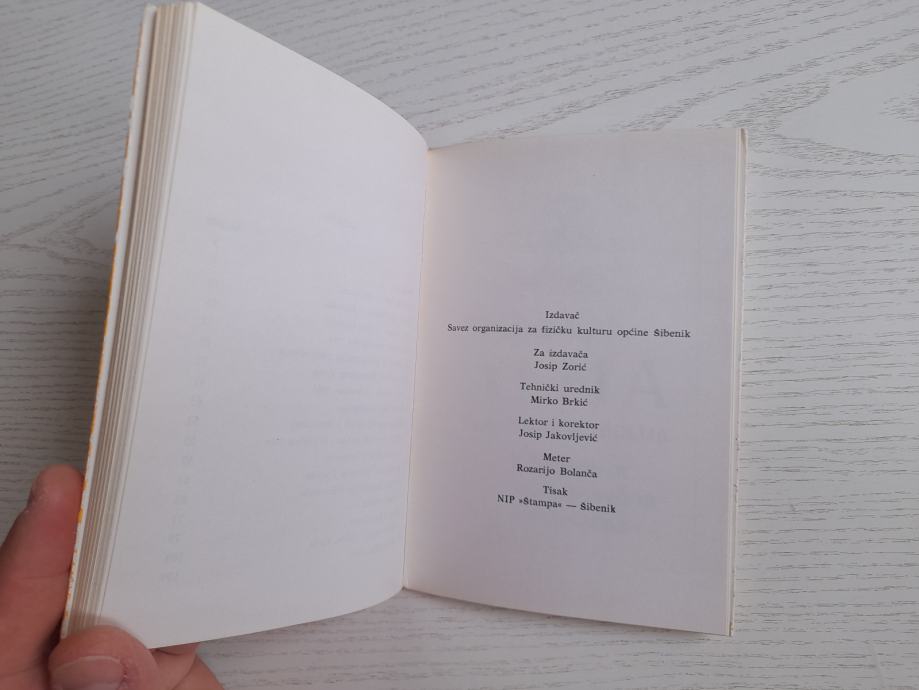 Izdavač
Savez organizacija za fizičku kulturu općine Šibenik
Za izdavača
Josip Zorić
Tehnički urednik
Mirko Brkić
Lektor i korektor
Josip Jakovljević
Meter
Rozarijo Bolanča
Tisak
NIP »Štampa« — Šibenik